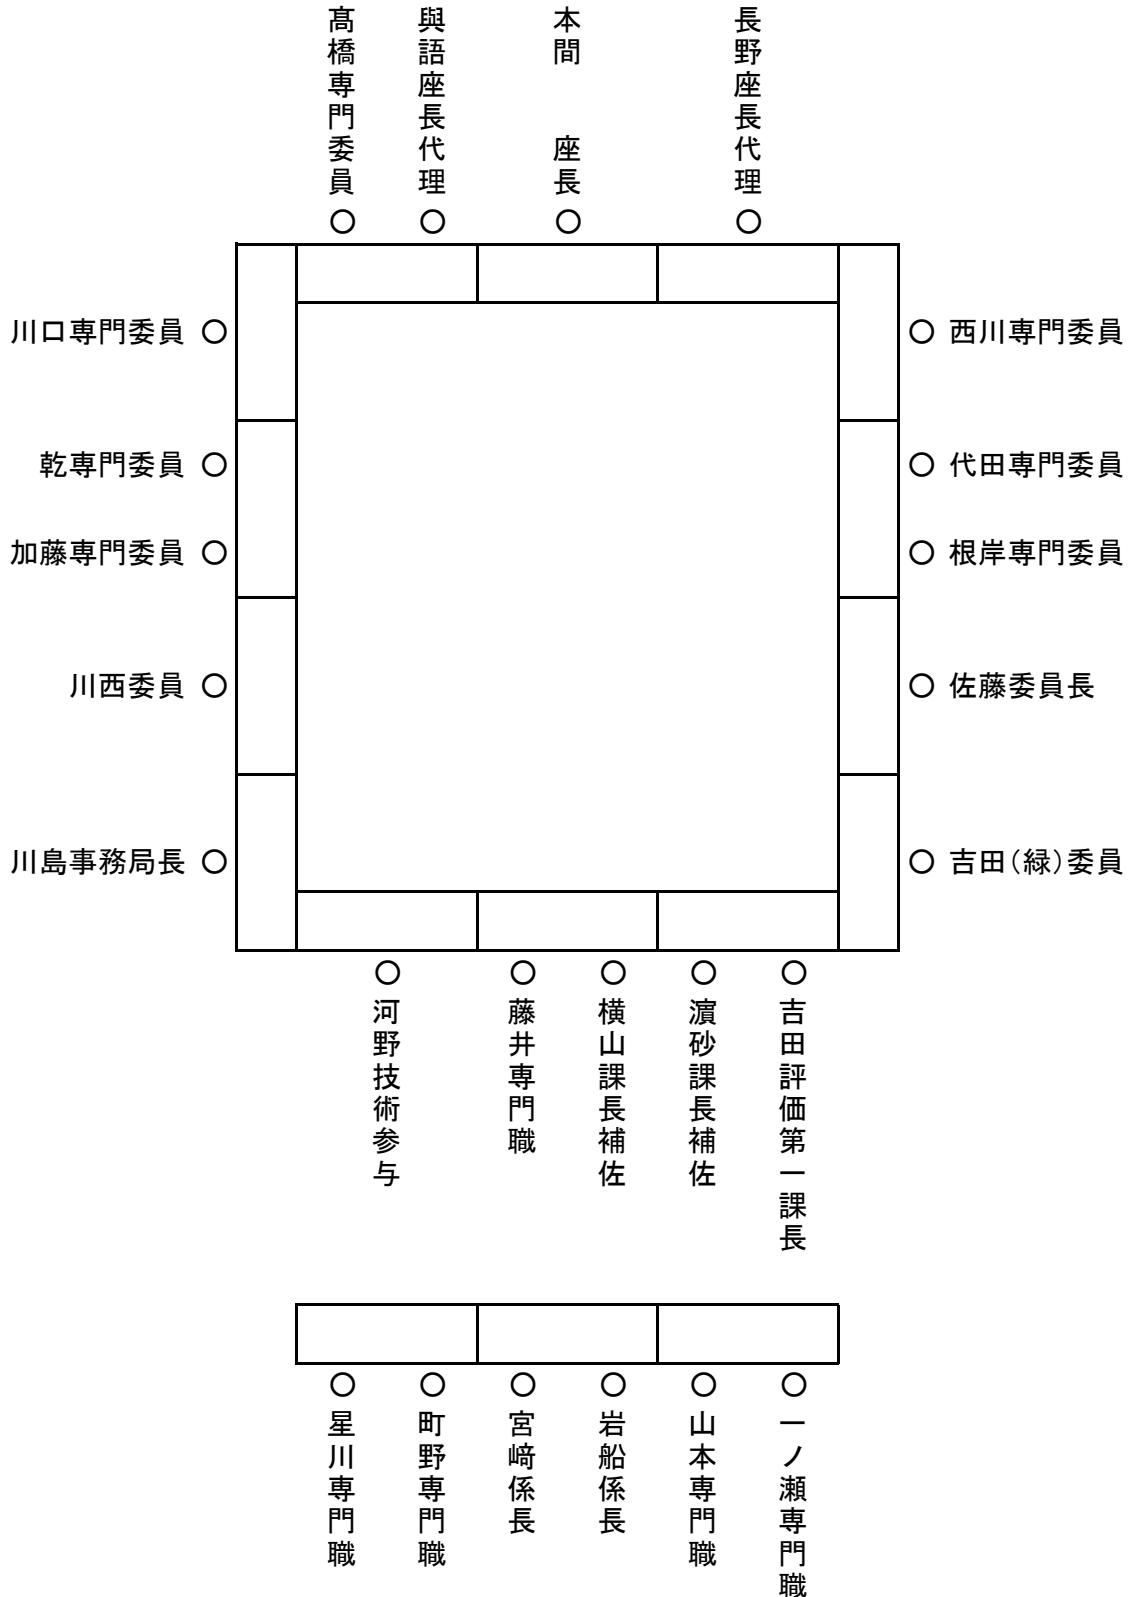 髙橋専門委員
與語座長代理
本間 座長
長野座長代理
川口専門委員
西川専門委員
乾専門委員
代田専門委員
加藤専門委員
根岸専門委員
川西委員
佐藤委員長
川島事務局長
吉田(緑)委員
河野技術参与
藤井専門職
横山課長補佐
濵砂課長補佐
吉田評価第一課長
星川専門職
町野専門職
宮﨑係長
岩船係長
山本専門職
一ノ瀬専門職